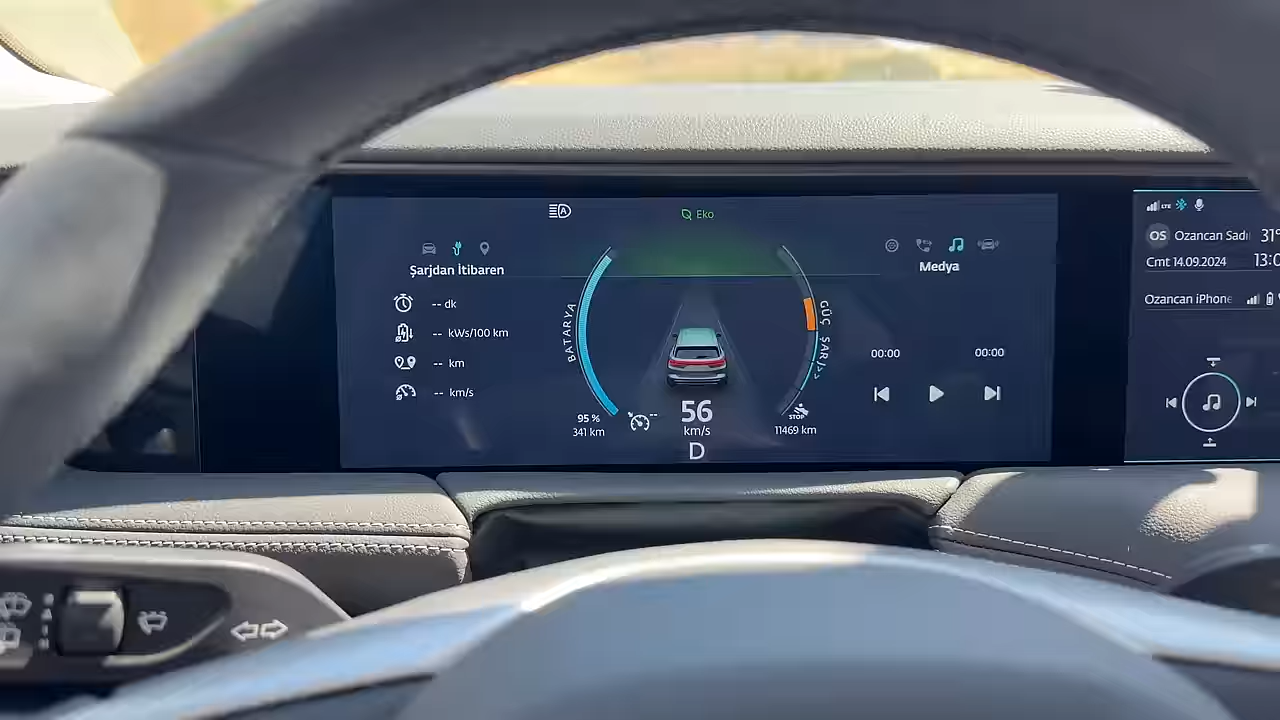 Eko
Şarjdan İtibaren
-- dk
-- kWs/100 km
-- km
-- km/s
BATARYA
95 %
341 km
--
56
km/s
D
GÜÇ
ŞARJ>>
STOP
11469 km
Medya
00:00
00:00
LTE
OS
Ozancan Sadı
31°
Cmt 14.09.2024
13:0
Ozancan iPhone